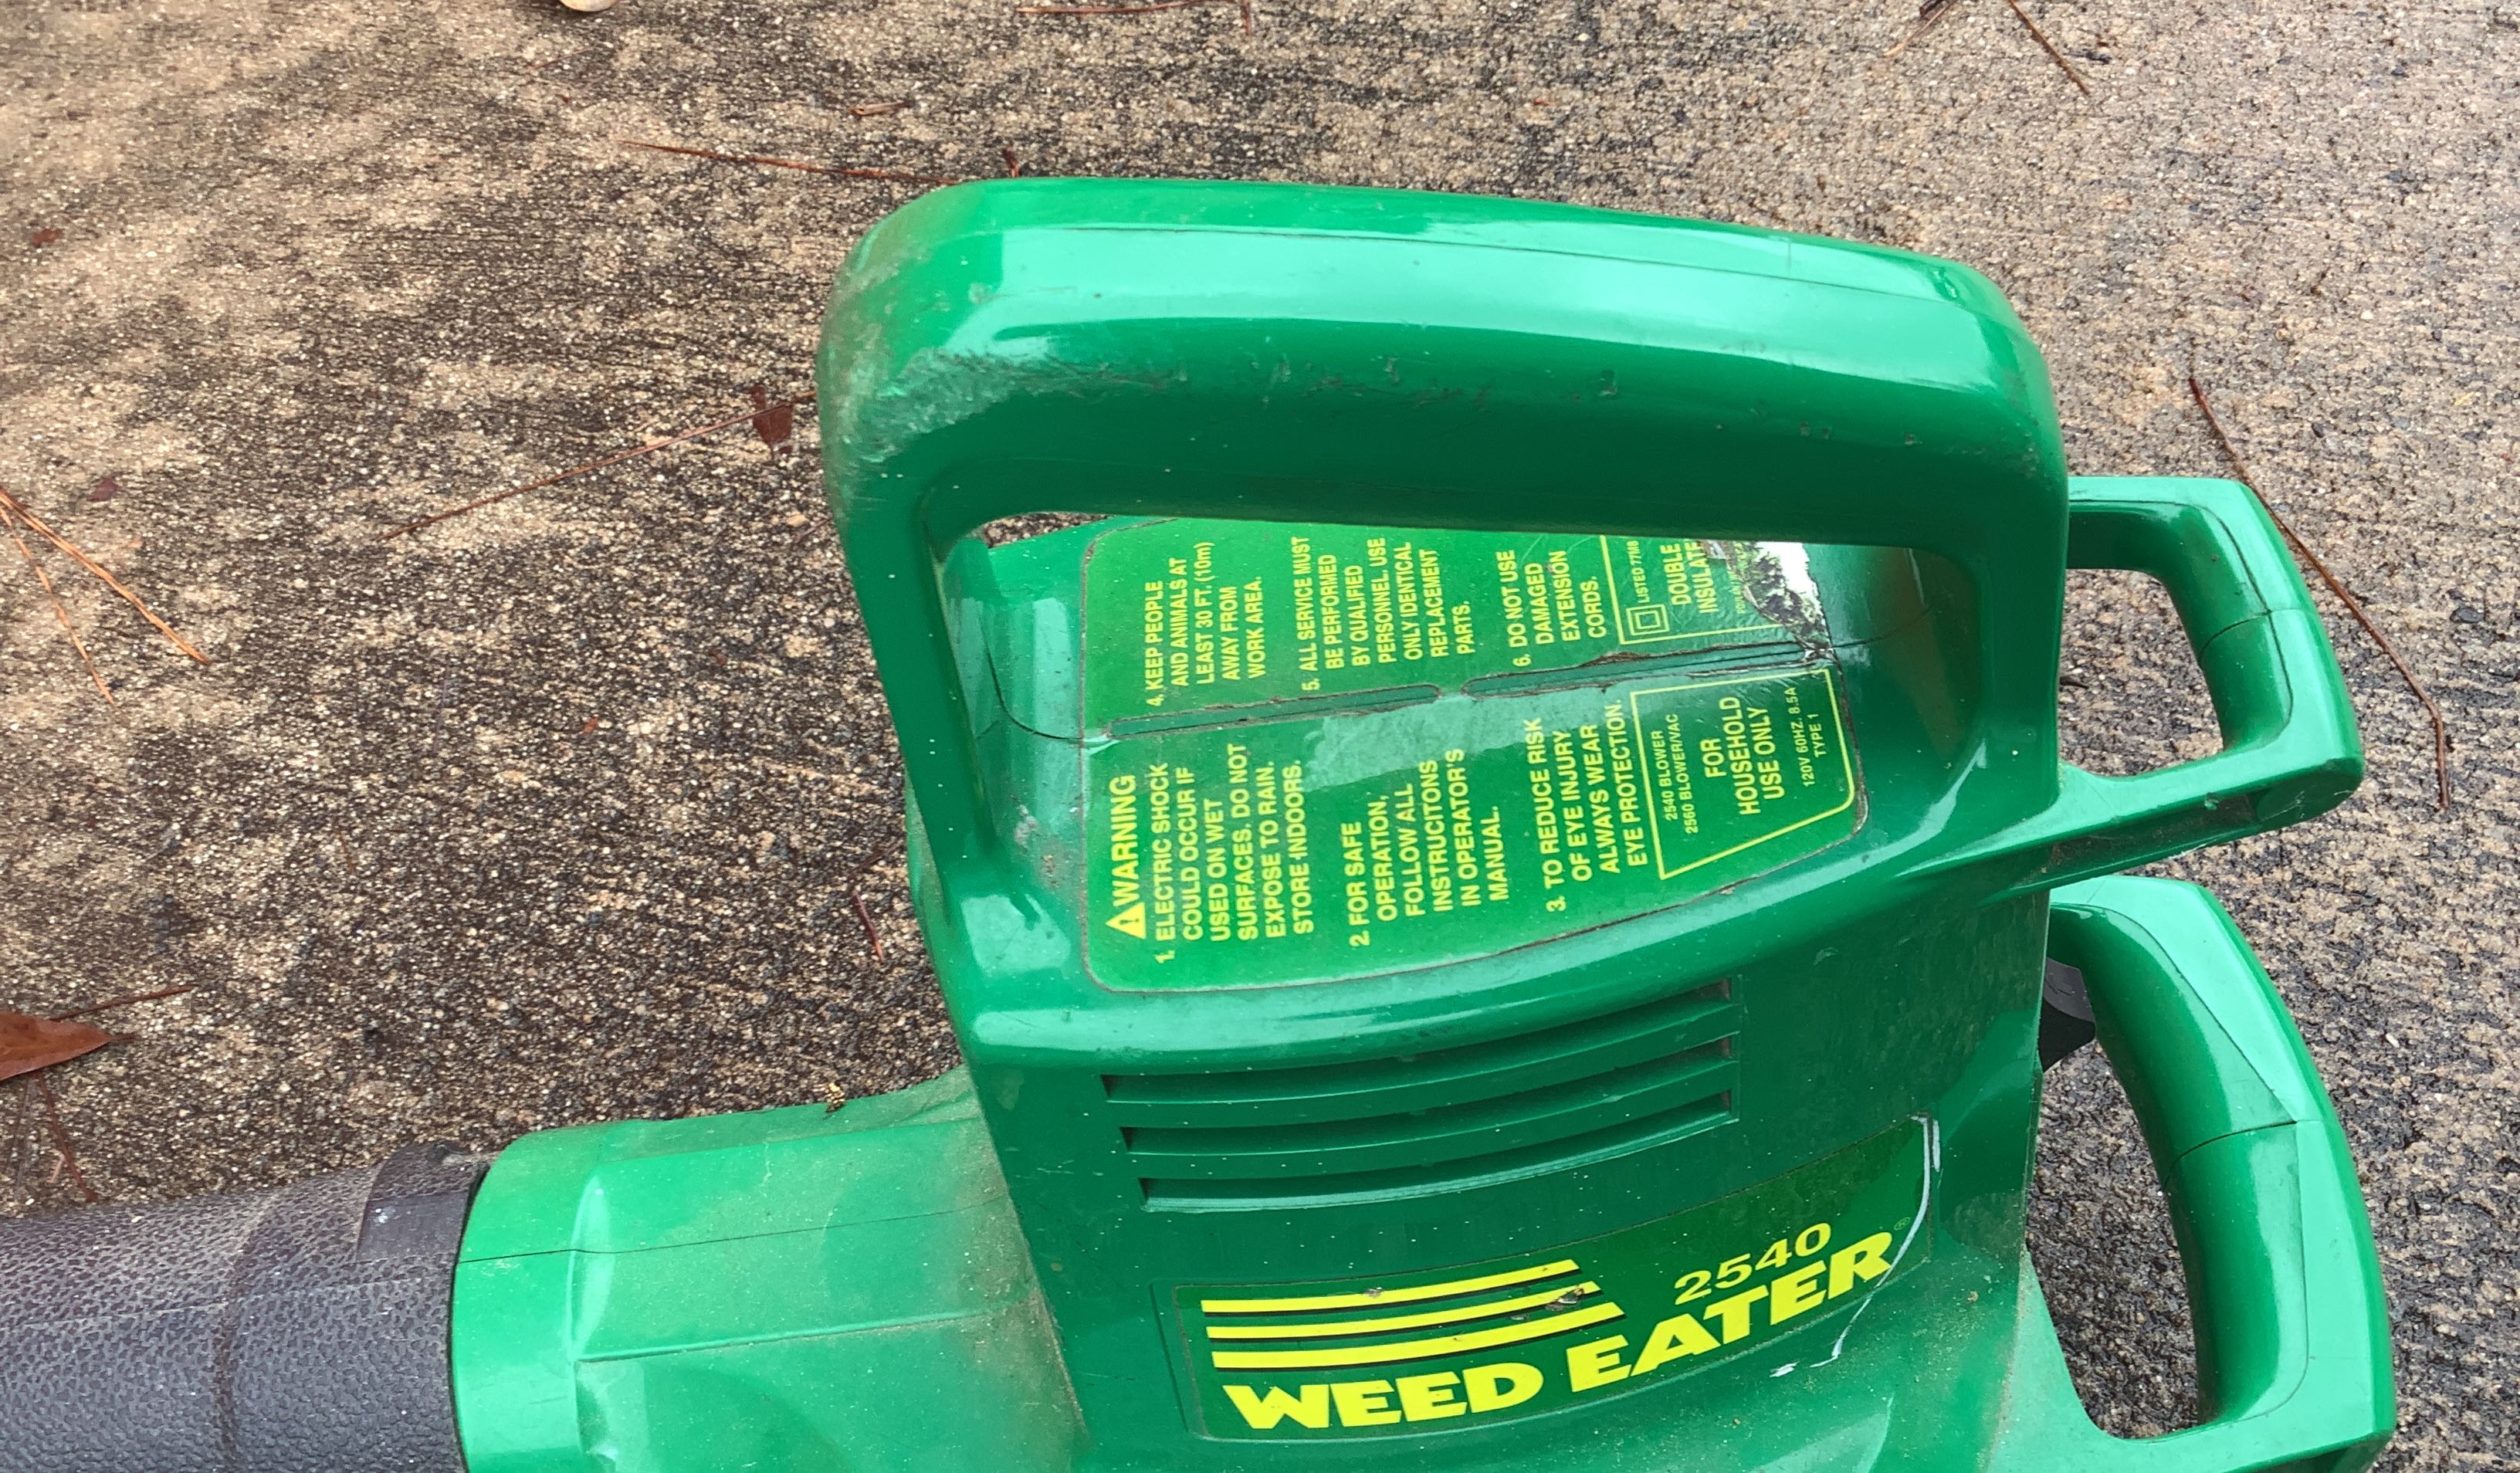 ⚠WARNING
1. ELECTRIC SHOCK
COULD OCCUR IF
USED ON WET
SURFACES. DO NOT
EXPOSE TO RAIN.
STORE INDOORS.
2. FOR SAFE
OPERATION,
FOLLOW ALL
INSTRUCITONS
IN OPERATOR'S
MANUAL.
3. TO REDUCE RISK
OF EYE INJURY
ALWAYS WEAR
EYE PROTECTION.
2540 BLOWER
2560 BLOWER/VAC
FOR
HOUSEHOLD
USE ONLY
120V 60HZ. 8.5A
TYPE 1
4. KEEP PEOPLE
AND ANIMALS AT
LEAST 30 FT. (10m)
AWAY FROM
WORK AREA.
5. ALL SERVICE MUST
BE PERFORMED
BY QUALIFIED
PERSONNEL. USE
ONLY IDENTICAL
REPLACEMENT
PARTS.
6. DO NOT USE
DAMAGED
EXTENSION
CORDS.
LISTED
DOUBLE
INSULATE
2540
WEED EATER®